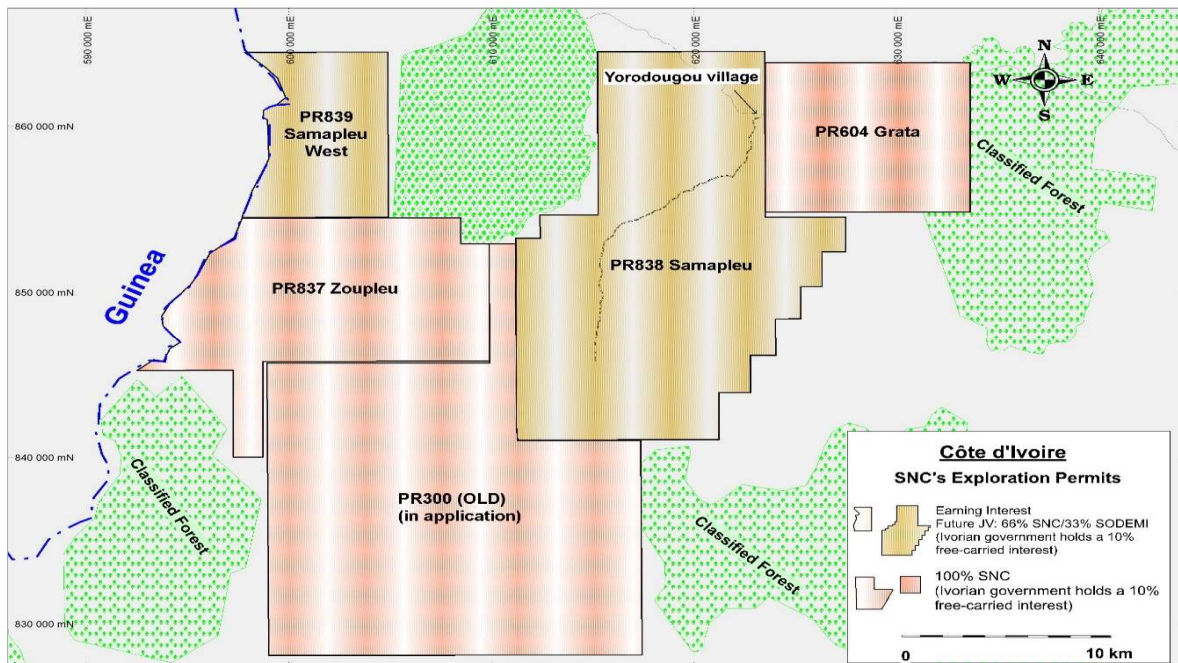 590 000 mE
600 000 mE
610 000 mE
620 000 mE
630 000 mE
640 000 mE
N
W E
S
Yorodougou village
860 000 mN
PR839
Samapleu
West
PR604 Grata
Classified Forest
Guinea
850 000 mN
PR837 Zoupleu
PR838 Samapleu
840 000 mN
Classified Forest
PR300 (OLD)
(in application)
Classified Forest
830 000 mN
Côte d'Ivoire
SNC's Exploration Permits
Earning Interest
Future JV: 66% SNC/33% SODEMI
(Ivorian government holds a 10%
free-carried interest)
100% SNC
(Ivorian government holds a 10%
free-carried interest)
0 10 km